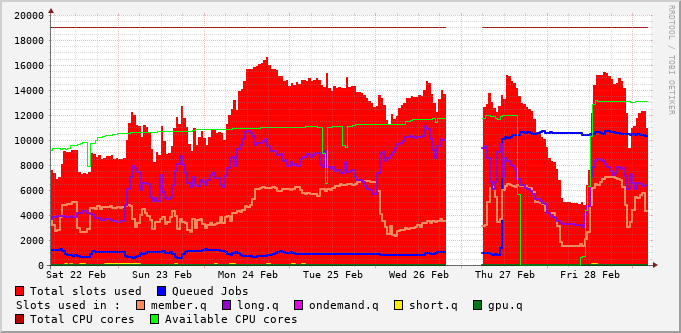 20000
18000
16000
14000
12000
10000
8000
6000
4000
2000
0
Sat 22 Feb Sun 23 Feb Mon 24 Feb Tue 25 Feb Wed 26 Feb Thu 27 Feb Fri 28 Feb
RRDTOOL / TOBI OETIKER
Total slots used Queued Jobs
Slots used in : member.q long.q ondemand.q short.q gpu.q
Total CPU cores Available CPU cores